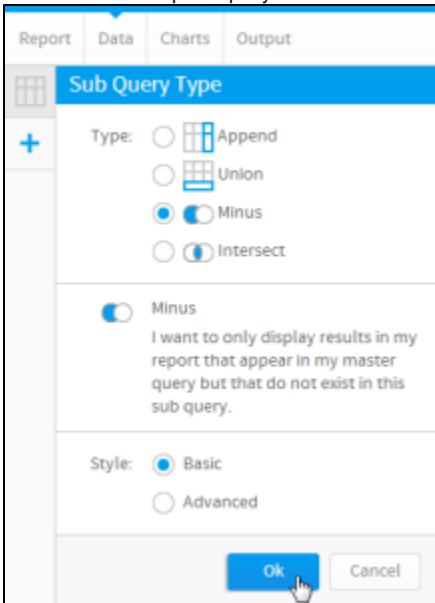 Report Data Charts Output
Sub Query Type
Type: Append
Union
Minus
Intersect
Minus
I want to only display results in my
report that appear in my master
query but that do not exist in this
sub query.
Style: Basic
Advanced
Ok Cancel